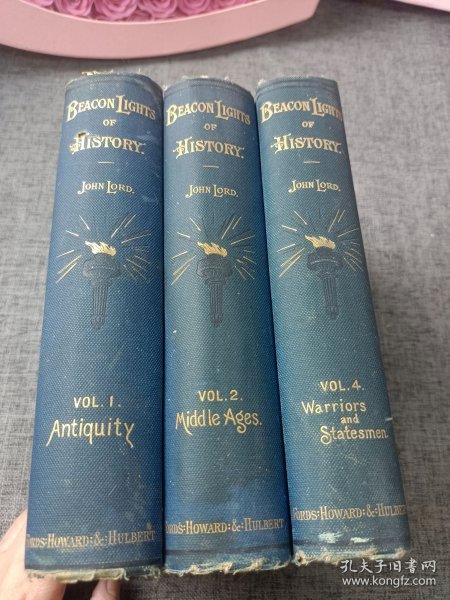 BEACON LIGHTS
OF
HISTORY.
JOHN LORD.
VOL. 1.
Antiquity
FORDS: HOWARD: & HULBERT
BEACON LIGHTS
OF
HISTORY.
JOHN LORD.
VOL. 2.
Middle Ages.
FORDS: HOWARD: & HULBERT
BEACON LIGHTS
OF
HISTORY.
JOHN LORD.
VOL. 4.
Warriors
and
Statesmen.
FORDS: HOWARD: & HULBERT
孔夫子旧书网
www.kongfz.com